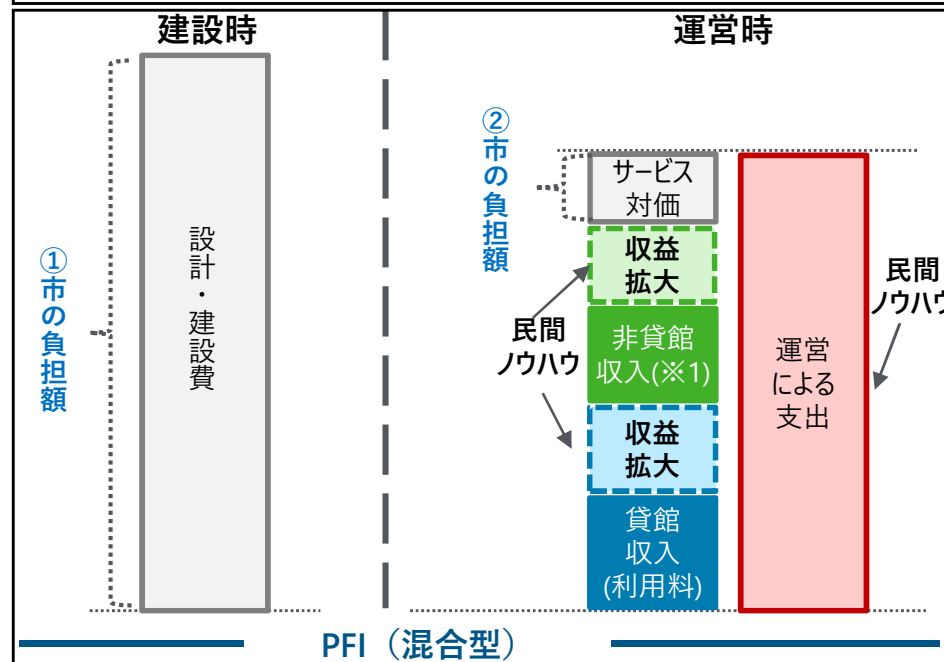 建設時
運営時
①市の負担額
設計・建設費
②市の負担額
サービス
対価
収益
拡大
非貸館
収入(※1)
収益
拡大
貸館
収入
(利用料)
民間
ノウハウ
運営
による
支出
民間
ノウハウ
PFI（混合型）